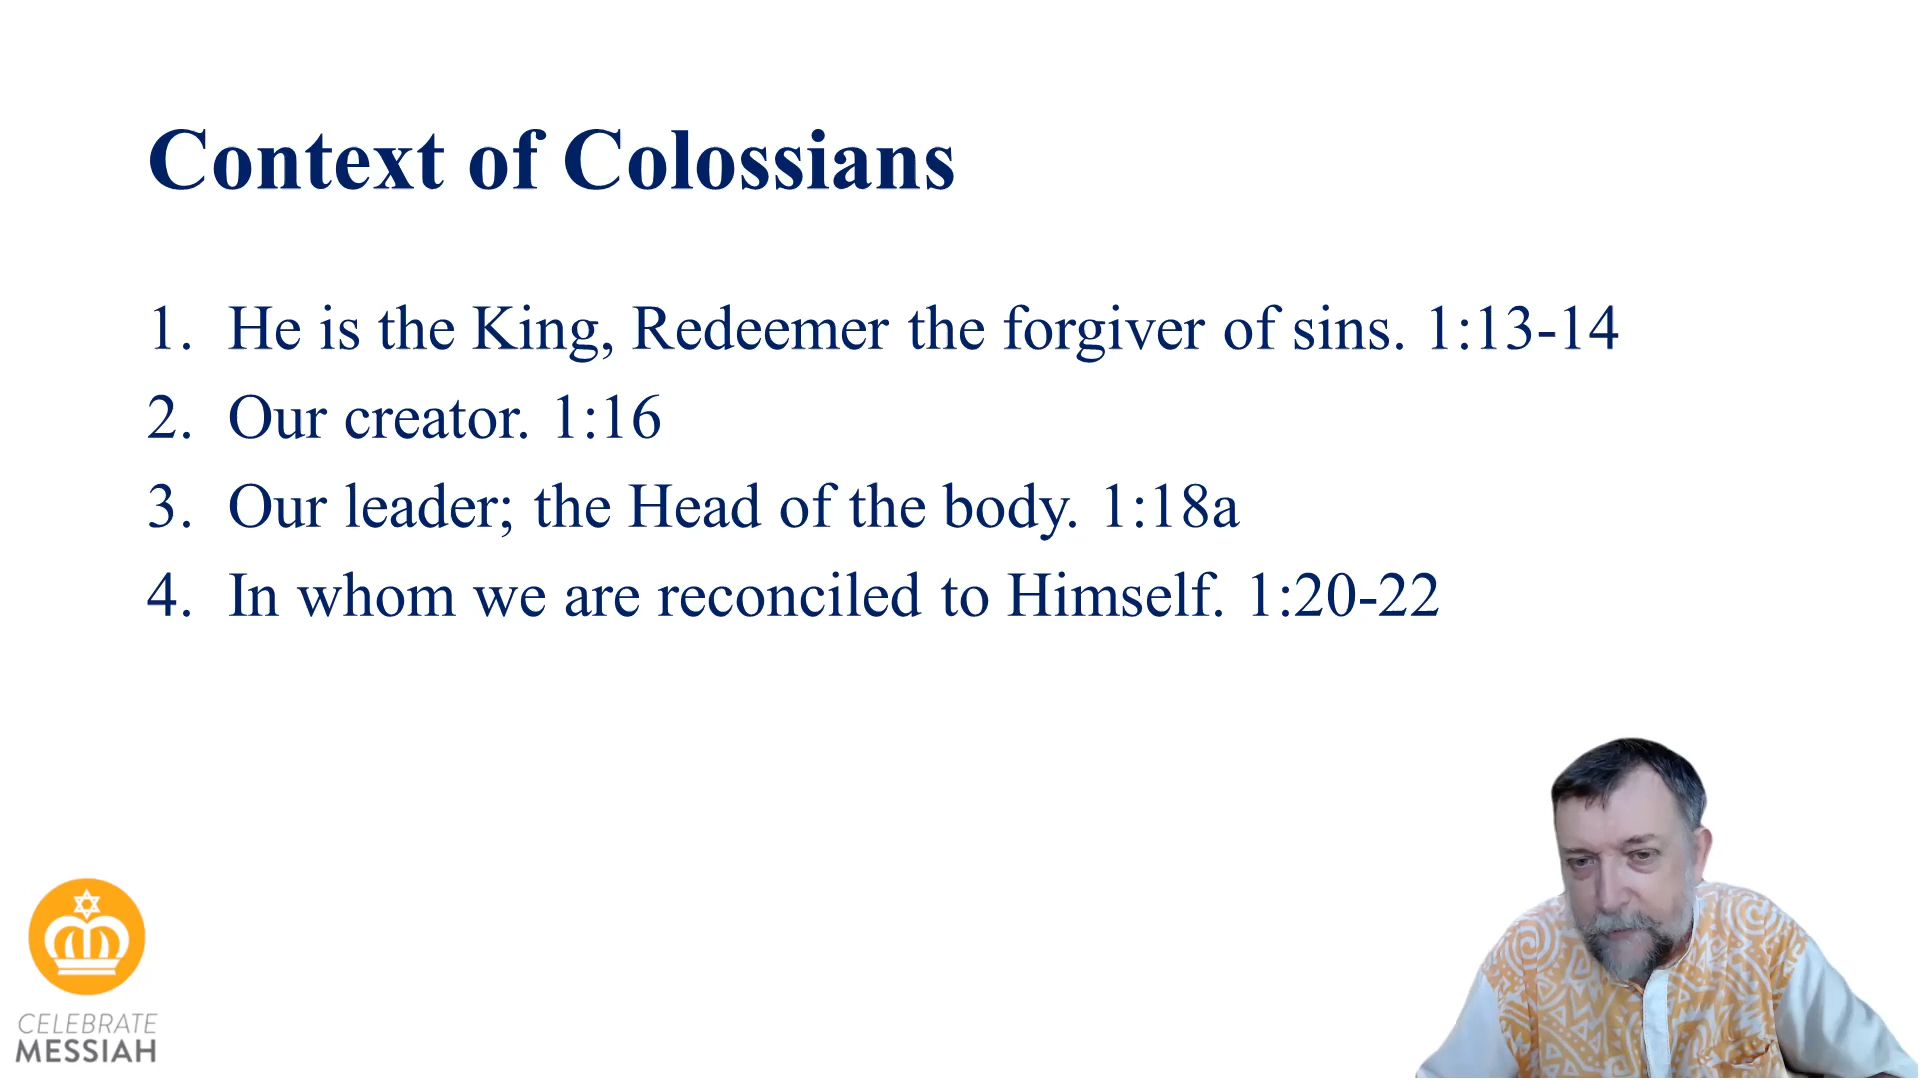 Context of Colossians
1. He is the King, Redeemer the forgiver of sins. 1:13-14
2. Our creator. 1:16
3. Our leader; the Head of the body. 1:18a
4. In whom we are reconciled to Himself. 1:20-22
CELEBRATE
MESSIAH